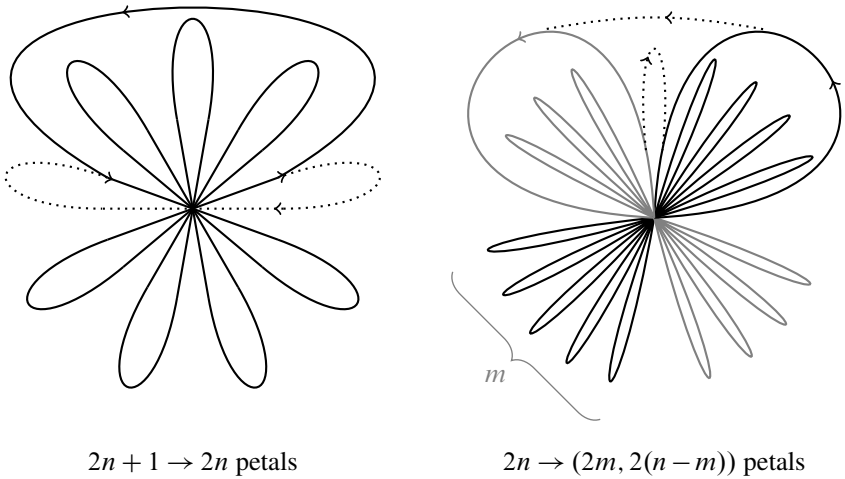 m
2n + 1 → 2n petals
2n → (2m, 2(n − m)) petals